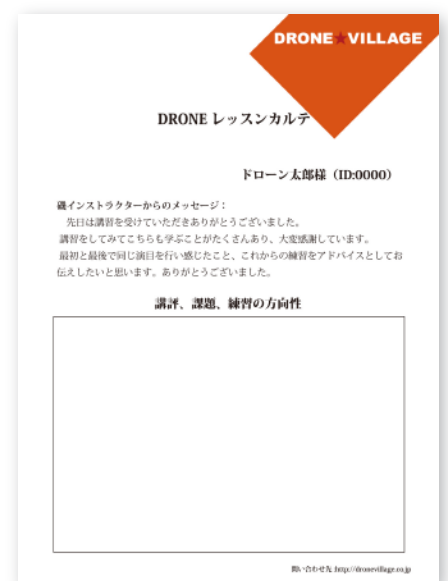 DRONE★VILLAGE
DRONE レッスンカルテ
ドローン太郎様（ID:0000）
磯インストラクターからのメッセージ：
先日は講習を受けていただきありがとうございました。
講習をしてみてこちらも学ぶことがたくさんあり、大変感謝しています。
最初と最後で同じ演目を行い感じたこと、これからの練習をアドバイスとしてお
伝えしたいと思います。ありがとうございました。
講評、課題、練習の方向性
問い合わせ先 http://dronevillage.co.jp